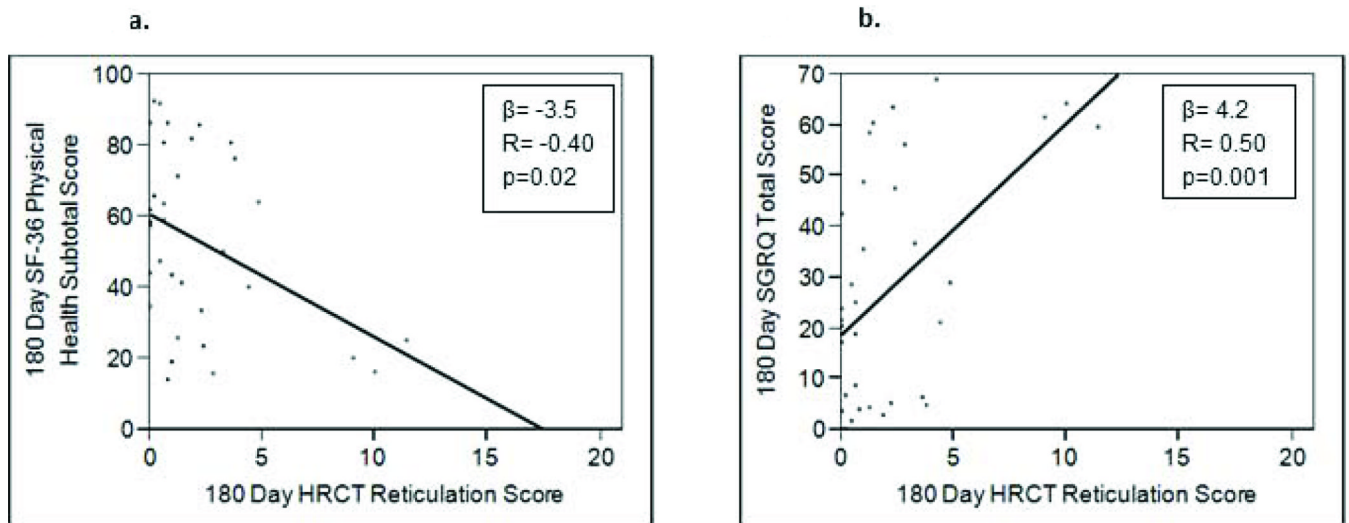 a.
100
80
60
40
20
0
180 Day SF-36 Physical
Health Subtotal Score
β= -3.5
R= -0.40
p=0.02
0 5 10 15 20
180 Day HRCT Reticulation Score
b.
70
60
50
40
30
20
10
0
180 Day SGRQ Total Score
β= 4.2
R= 0.50
p=0.001
0 5 10 15 20
180 Day HRCT Reticulation Score